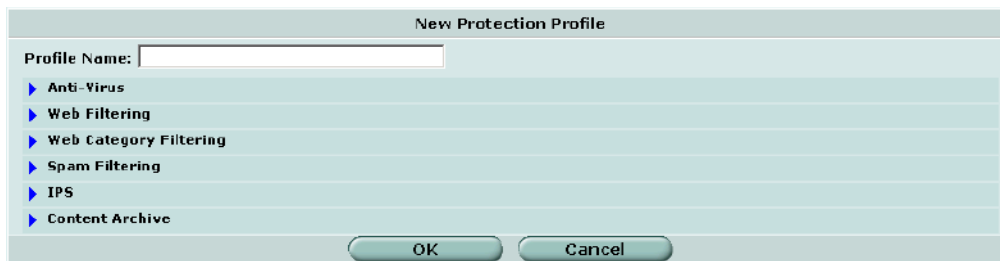 New Protection Profile
Profile Name:
Anti-Virus
Web Filtering
Web Category Filtering
Spam Filtering
IPS
Content Archive
OK Cancel